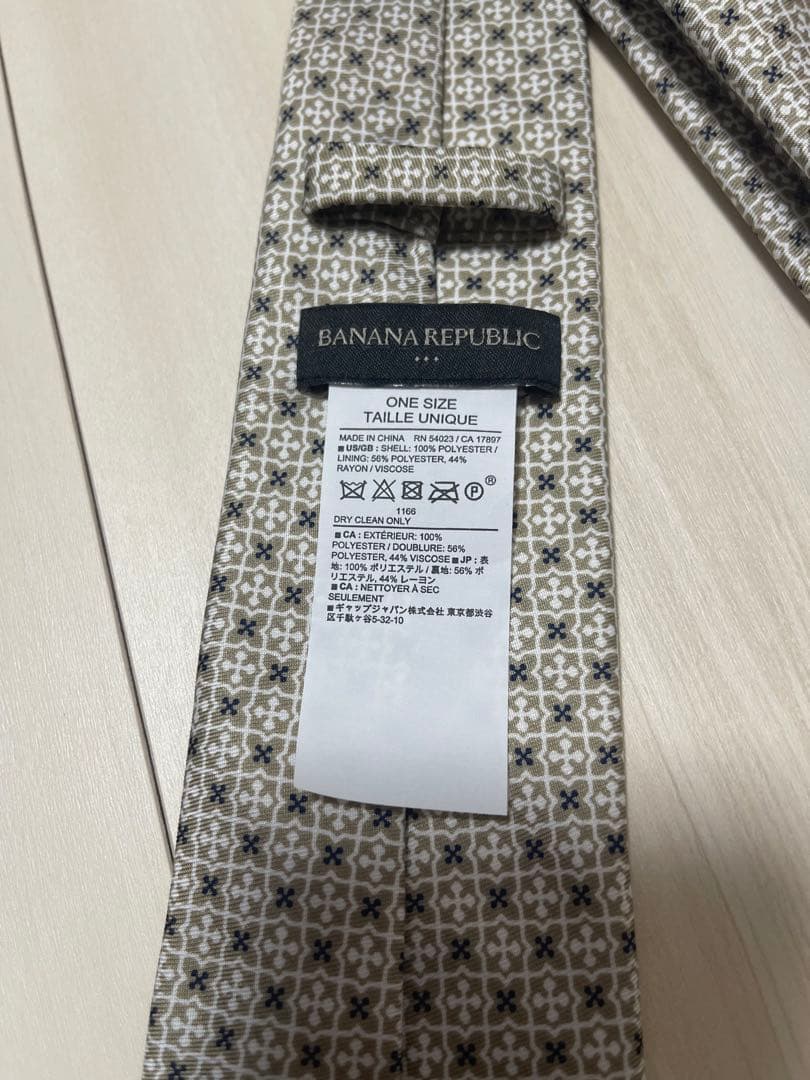 BANANA REPUBLIC
ONE SIZE
TAILLE UNIQUE
MADE IN CHINA RN 54023 / CA 17897
■ US/GB : SHELL: 100% POLYESTER /
LINING: 56% POLYESTER, 44%
RAYON / VISCOSE
P®
1166
DRY CLEAN ONLY
■ CA : EXTÉRIEUR: 100%
POLYESTER / DOUBLURE: 56%
POLYESTER, 44% VISCOSE ■ JP : 表
地: 100% ポリエステル / 裏地: 56% ポ
リエステル, 44% レーヨン
■ CA : NETTOYER À SEC
SEULEMENT
■ ギャップジャパン株式会社 東京都渋谷
区千駄ヶ谷5-32-10